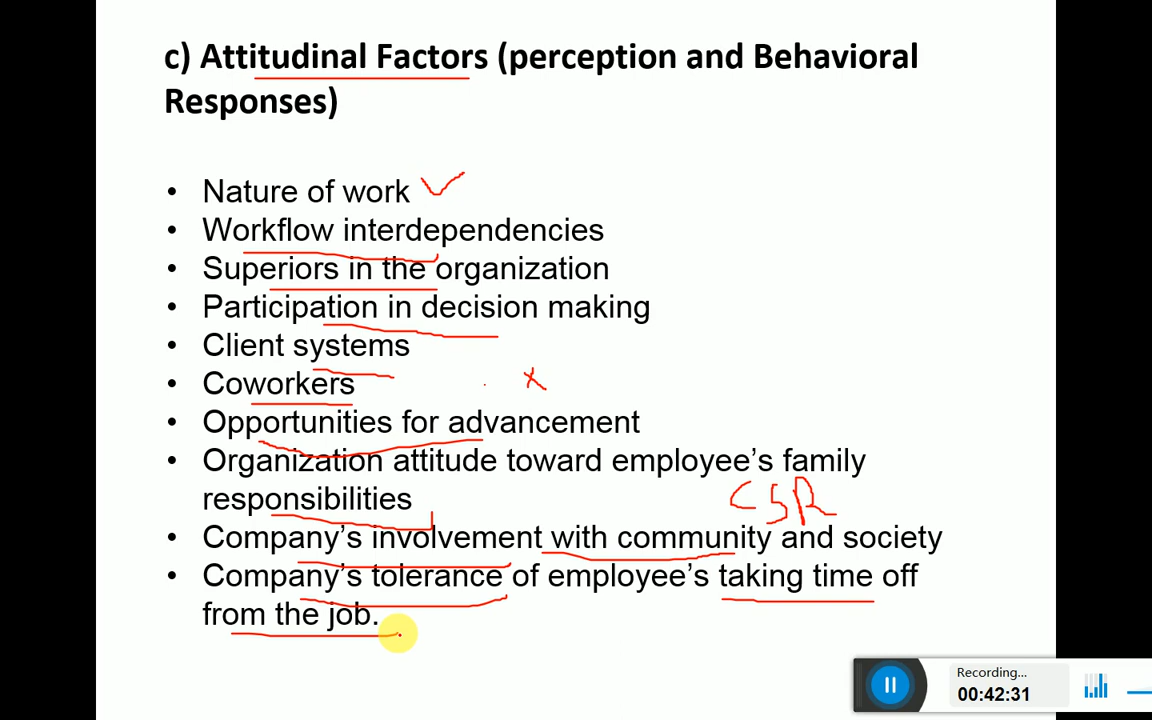 c) Attitudinal Factors (perception and Behavioral
Responses)
• Nature of work
• Workflow interdependencies
• Superiors in the organization
• Participation in decision making
• Client systems
• Coworkers
• Opportunities for advancement
• Organization attitude toward employee’s family
responsibilities
CSR
• Company’s involvement with community and society
• Company’s tolerance of employee’s taking time off
from the job.
Recording...
00:42:31